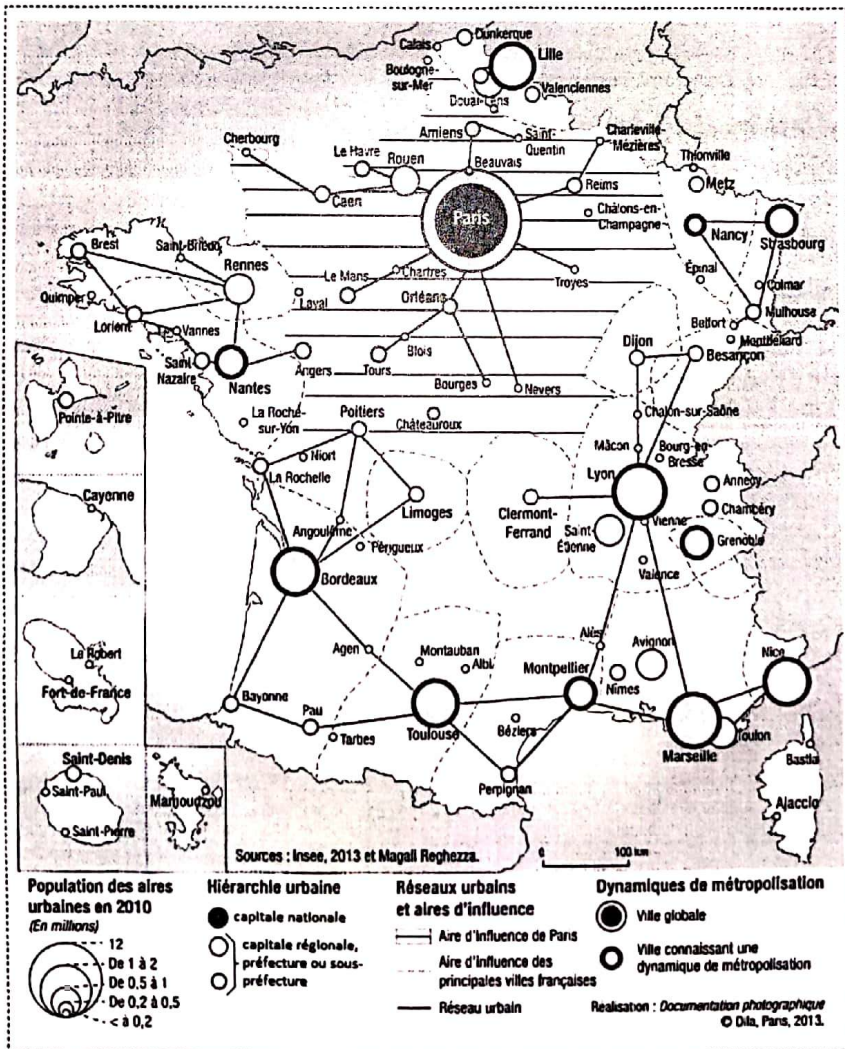 Dunkerque
Calais
Lille
Boulogne-
sur-Mer
Valenciennes
Douai-Lens
Amiens
Saint-
Quentin
Charleville-
Mézières
Cherbourg
Le Havre
Rouen
Beauvais
Thionville
Metz
Reims
Caen
Paris
Châlons-en-
Champagne
Nancy
Strasbourg
Brest
Saint-Brieuc
Rennes
Chartres
Le Mans
Épinal
Colmar
Troyes
Quimper
Laval
Orléans
Lorient
Vannes
Belfort
Mulhouse
Montbéliard
Saint-
Nazaire
Nantes
Angers
Blois
Tours
Dijon
Besançon
Bourges
Nevers
Pointe-à-Pitre
La Roche-
sur-Yon
Poitiers
Châteauroux
Chalon-sur-Saône
Mâcon
Bourg-en-
Bresse
Niort
La Rochelle
Lyon
Annecy
Cayenne
Limoges
Clermont-
Ferrand
Chambéry
Angoulême
Saint-
Étienne
Vienne
Grenoble
Périgueux
Bordeaux
Valence
Le Robert
Fort-de-France
Agen
Montauban
Albi
Alès
Avignon
Nice
Montpellier
Nîmes
Bayonne
Pau
Tarbes
Toulouse
Béziers
Marseille
Toulon
Saint-Denis
Saint-Paul
Saint-Pierre
Mamoudzou
Perpignan
Bastia
Ajaccio
Sources : Insee, 2013 et Magali Reghezza.
0 100 km
Population des aires
urbaines en 2010
(En millions)
12
De 1 à 2
De 0,5 à 1
De 0,2 à 0,5
< à 0,2
Hiérarchie urbaine
capitale nationale
capitale régionale,
préfecture ou sous-
préfecture
Réseaux urbains
et aires d'influence
Aire d'influence de Paris
Aire d'influence des
principales villes françaises
Réseau urbain
Dynamiques de métropolisation
Ville globale
Ville connaissant une
dynamique de métropolisation
Réalisation : Documentation photographique
© Dila, Paris, 2013.